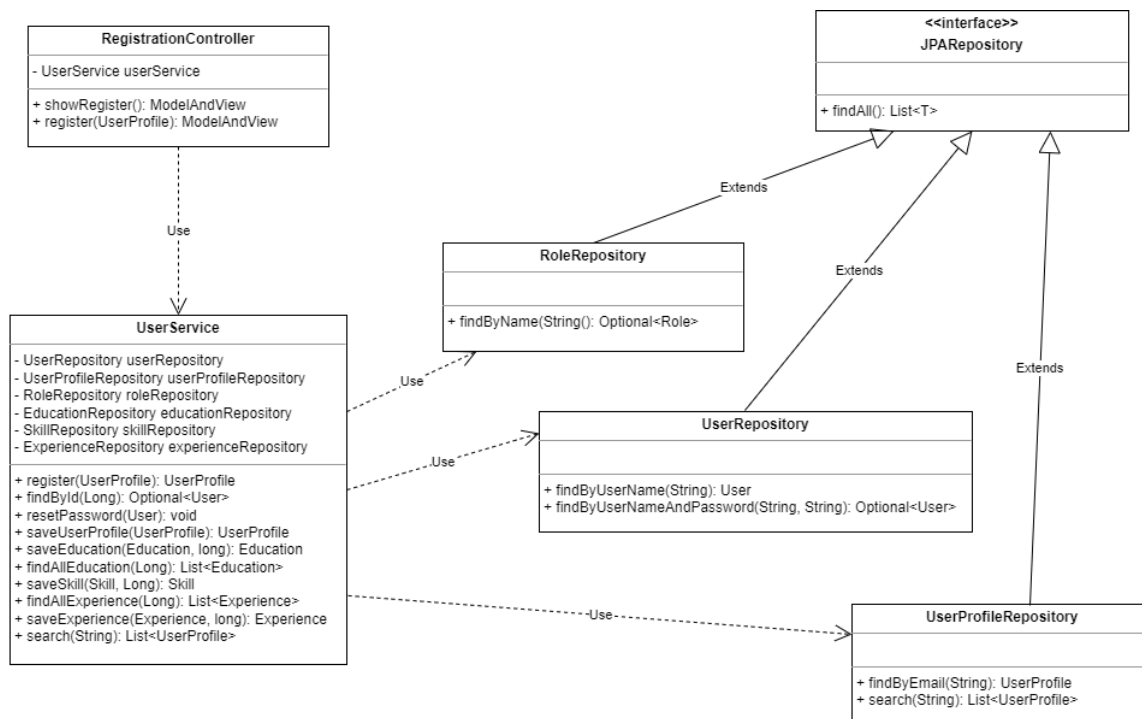 RegistrationController
- UserService userService
+ showRegister(): ModelAndView
+ register(UserProfile): ModelAndView
<<interface>>
JPARepository
+ findAll(): List<T>
Extends
Use
RoleRepository
+ findByName(String(): Optional<Role>
Extends
UserService
- UserRepository userRepository
- UserProfileRepository userProfileRepository
- RoleRepository roleRepository
- EducationRepository educationRepository
- SkillRepository skillRepository
- ExperienceRepository experienceRepository
+ register(UserProfile): UserProfile
+ findById(Long): Optional<User>
+ resetPassword(User): void
+ saveUserProfile(UserProfile): UserProfile
+ saveEducation(Education, long): Education
+ findAllEducation(Long): List<Education>
+ saveSkill(Skill, Long): Skill
+ findAllExperience(Long): List<Experience>
+ saveExperience(Experience, long): Experience
+ search(String): List<UserProfile>
Use
Extends
UserRepository
+ findByUserName(String): User
+ findByUserNameAndPassword(String, String): Optional<User>
Use
Use
UserProfileRepository
+ findByEmail(String): UserProfile
+ search(String): List<UserProfile>